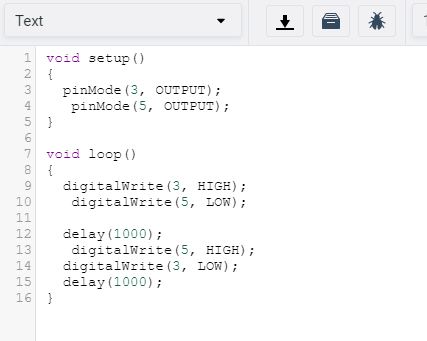 Text
1 void setup()
2 {
3   pinMode(3, OUTPUT);
4    pinMode(5, OUTPUT);
5 }
6
7 void loop()
8 {
9   digitalWrite(3, HIGH);
10    digitalWrite(5, LOW);
11
12   delay(1000);
13    digitalWrite(5, HIGH);
14   digitalWrite(3, LOW);
15   delay(1000);
16 }